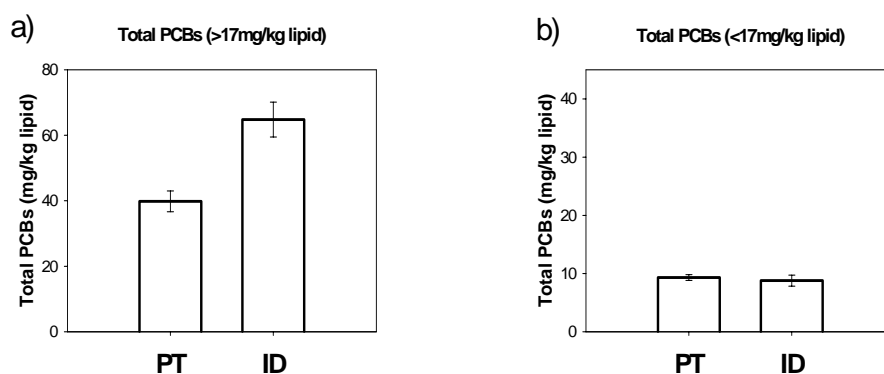 a)
Total PCBs (>17mg/kg lipid)
Total PCBs (mg/kg lipid)
80
60
40
20
0
PT ID
b)
Total PCBs (<17mg/kg lipid)
Total PCBs (mg/kg lipid)
40
30
20
10
0
PT ID